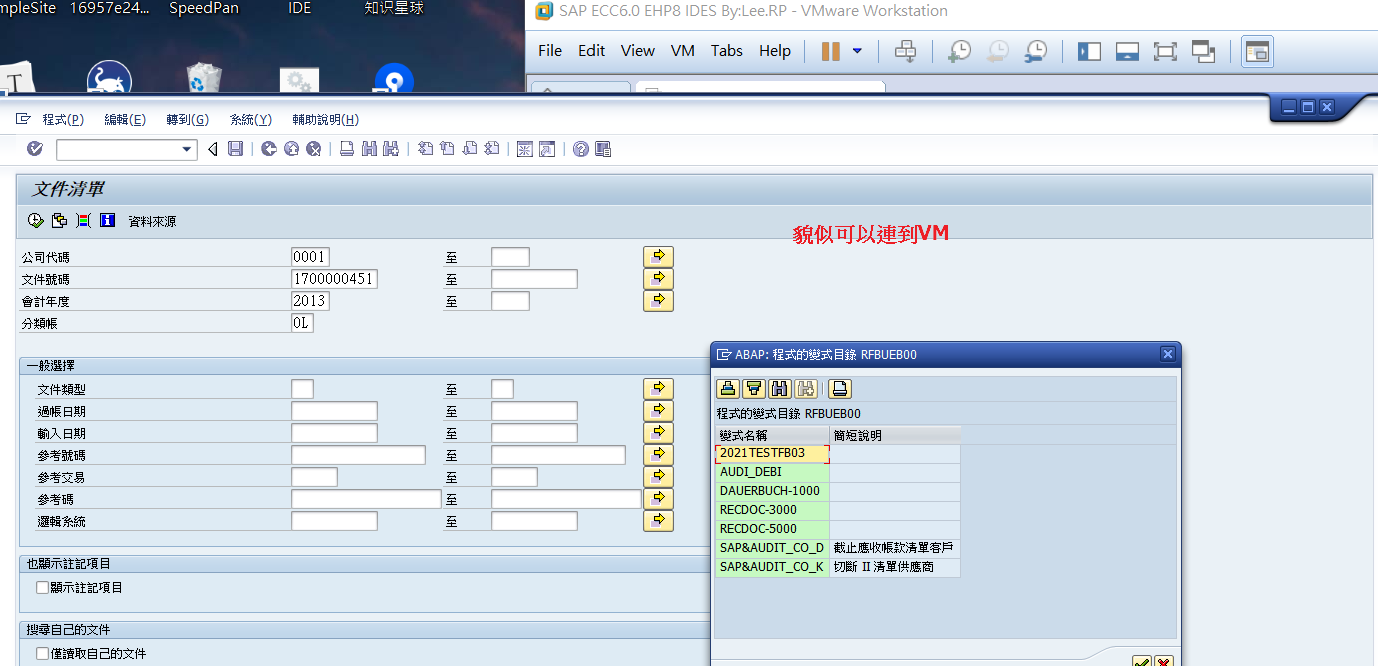 mpleSite 16957e24... SpeedPan IDE 知识星球
SAP ECC6.0 EHP8 IDES By:Lee.RP - VMware Workstation
File Edit View VM Tabs Help
程式(P) 編輯(E) 轉到(G) 系統(Y) 輔助說明(H)
文件清單
資料來源
貌似可以連到VM
公司代碼 0001 至
文件號碼 1700000451 至
會計年度 2013 至
分類帳 0L
一般選擇
文件類型 至
過帳日期 至
輸入日期 至
參考號碼 至
參考交易 至
參考碼 至
邏輯系統 至
也顯示註記項目
顯示註記項目
搜尋自己的文件
僅讀取自己的文件
ABAP: 程式的變式目錄 RFBUEB00
程式的變式目錄 RFBUEB00
變式名稱 簡短說明
2021TESTFB03
AUDI_DEBI
DAUERBUCH-1000
RECDOC-3000
RECDOC-5000
SAP&AUDIT_CO_D 截止應收帳款清單客戶
SAP&AUDIT_CO_K 切斷 II 清單供應商